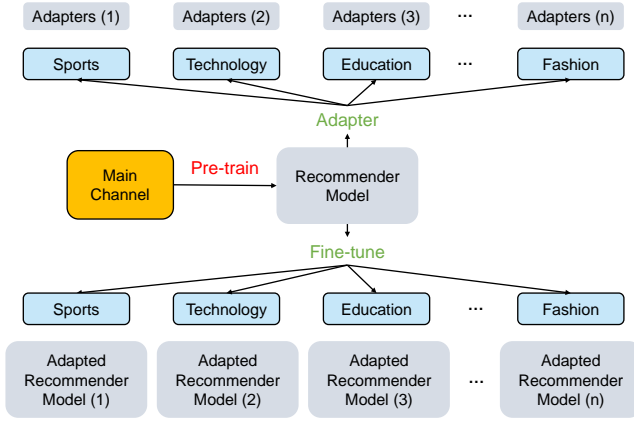 Adapters (1) Adapters (2) Adapters (3) ... Adapters (n)
Sports Technology Education ... Fashion
Adapter
Pre-train
Main
Channel
Recommender
Model
Fine-tune
Sports Technology Education ... Fashion
Adapted
Recommender
Model (1)
Adapted
Recommender
Model (2)
Adapted
Recommender
Model (3)
...
Adapted
Recommender
Model (n)